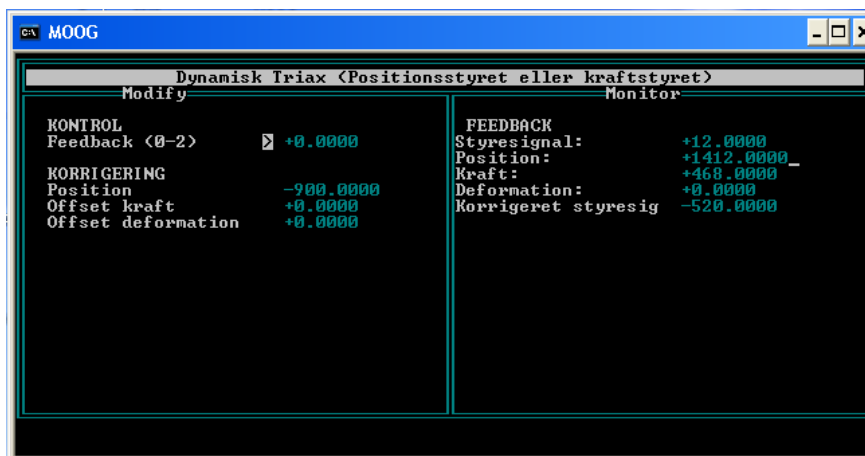 MOOG
Dynamisk Triax (Positionsstyret eller kraftstyret)
Modify
KONTROL
Feedback (0-2) > +0.0000
KORRIGERING
Position -900.0000
Offset kraft +0.0000
Offset deformation +0.0000
Monitor
FEEDBACK
Styresignal: +12.0000
Position: +1412.0000_
Kraft: +468.0000
Deformation: +0.0000
Korrigeret styresig -520.0000